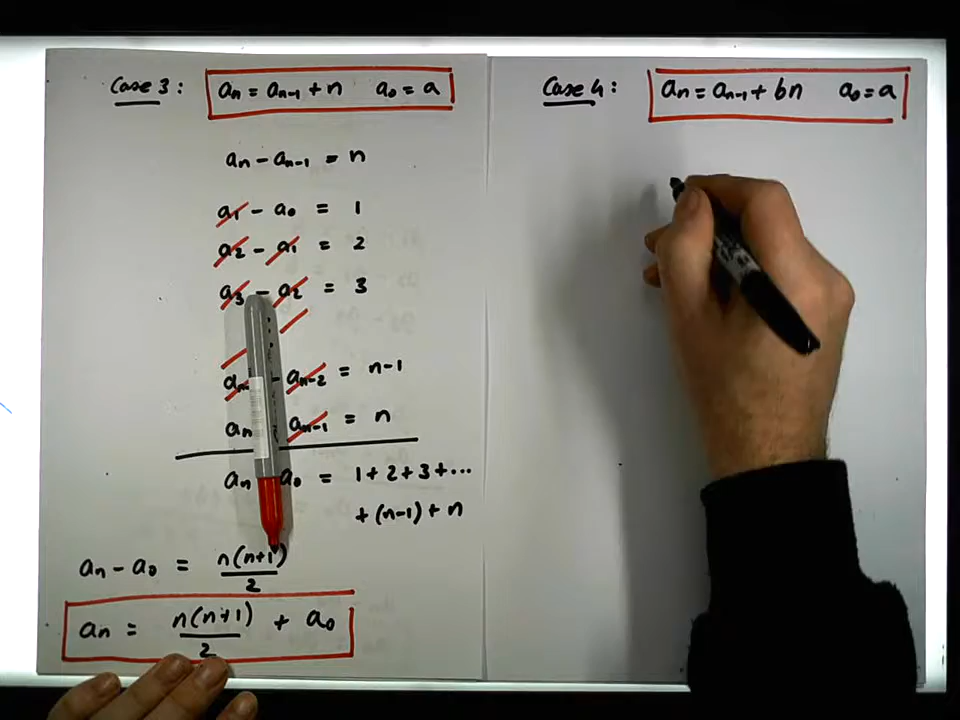 Case 3: aₙ = aₙ₋₁ + n a₀ = a
aₙ - aₙ₋₁ = n
a₁ - a₀ = 1
a₂ - a₁ = 2
a₃ - a₂ = 3
- aₙ₋₂ = n-1
aₙ aₙ₋₁ = n
aₙ a₀ = 1+2+3+...
+(n-1)+n
aₙ - a₀ = n(n+1)/2
aₙ = n(n+1)/2 + a₀
Case 4: aₙ = aₙ₋₁ + bn a₀ = a